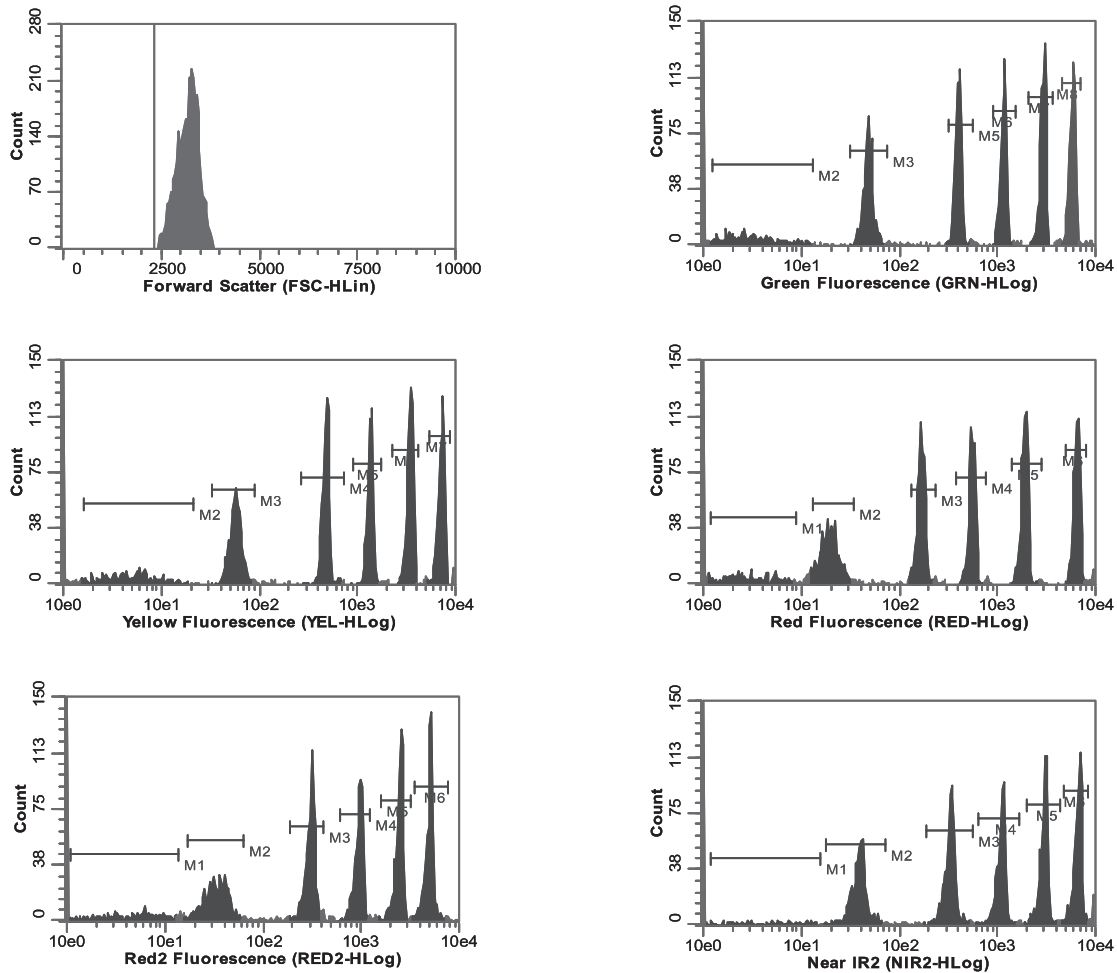 280
210
140
70
0
Count
0 2500 5000 7500 10000
Forward Scatter (FSC-HLin)
150
113
75
38
0
Count
M2
M3
M5
M6
M8
10e0 10e1 10e2 10e3 10e4
Green Fluorescence (GRN-HLog)
150
113
75
38
0
Count
M2
M3
M4
M5
M7
10e0 10e1 10e2 10e3 10e4
Yellow Fluorescence (YEL-HLog)
150
113
75
38
0
Count
M1
M2
M3
M4
M5
M6
10e0 10e1 10e2 10e3 10e4
Red Fluorescence (RED-HLog)
150
113
75
38
0
Count
M1
M2
M3
M4
M5
M6
10e0 10e1 10e2 10e3 10e4
Red2 Fluorescence (RED2-HLog)
150
113
75
38
0
Count
M1
M2
M3
M4
M5
10e0 10e1 10e2 10e3 10e4
Near IR2 (NIR2-HLog)